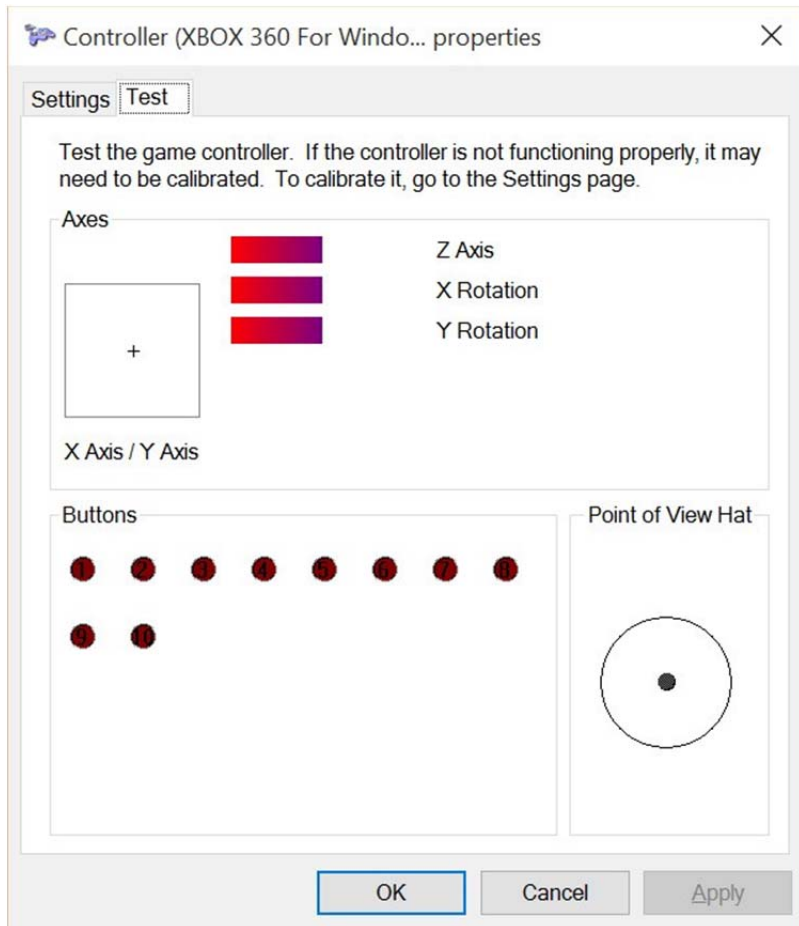 Controller (XBOX 360 For Windo... properties
Settings Test
Test the game controller. If the controller is not functioning properly, it may
need to be calibrated. To calibrate it, go to the Settings page.
Axes
Z Axis
X Rotation
Y Rotation
X Axis / Y Axis
Buttons
1 2 3 4 5 6 7 8
9 10
Point of View Hat
OK Cancel Apply